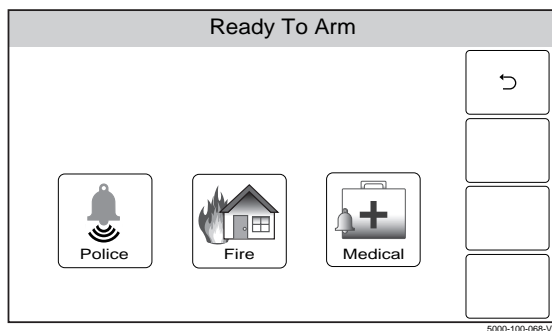 Ready To Arm
Police
Fire
Medical
5000-100-068-V